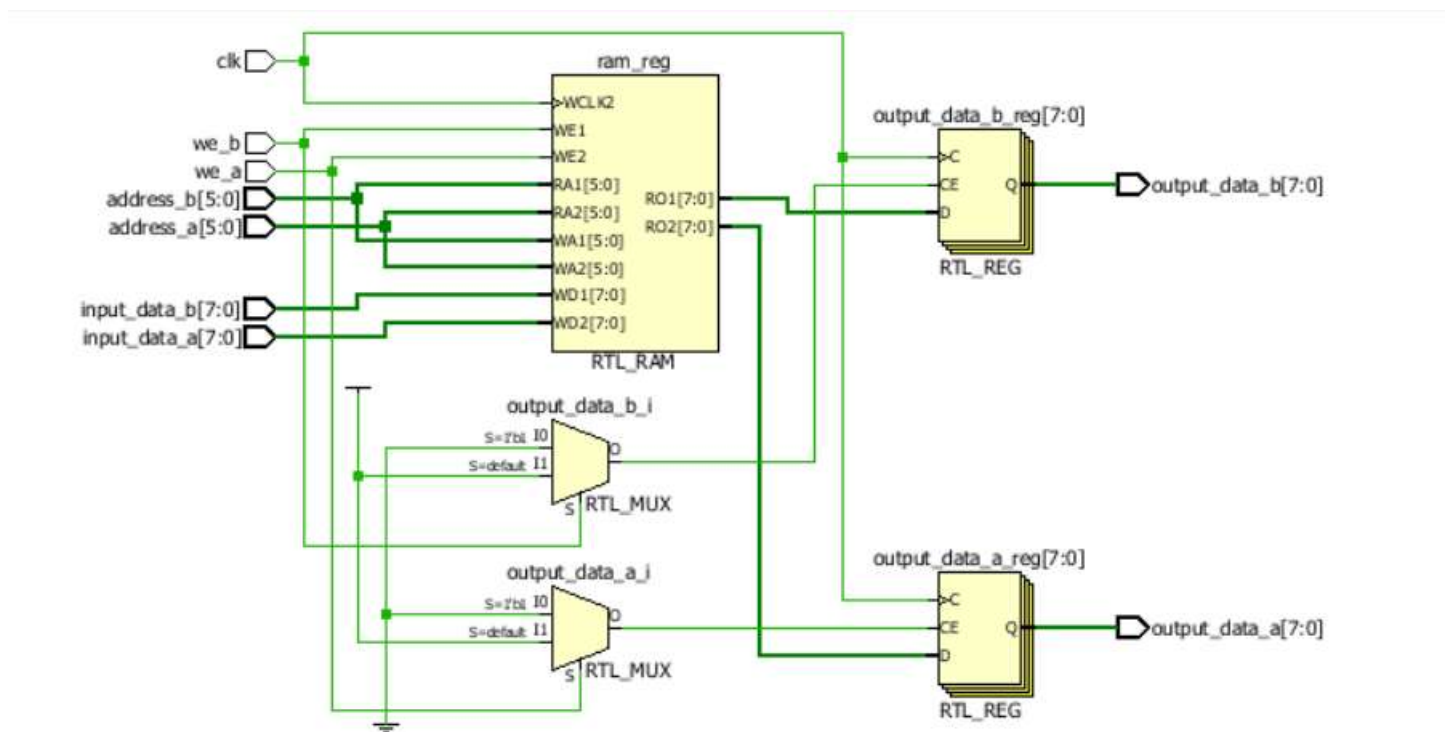 clk
we_b
we_a
address_b[5:0]
address_a[5:0]
input_data_b[7:0]
input_data_a[7:0]
ram_reg
WCLK2
WE1
WE2
RA1[5:0]
RA2[5:0]
WA1[5:0]
WA2[5:0]
WD1[7:0]
WD2[7:0]
RO1[7:0]
RO2[7:0]
RTL_RAM
output_data_b_reg[7:0]
C
CE
D
Q
RTL_REG
output_data_b[7:0]
output_data_b_i
S=1'b1 I0
S=default I1
O
S
RTL_MUX
output_data_a_i
S=1'b1 I0
S=default I1
O
S
RTL_MUX
output_data_a_reg[7:0]
C
CE
D
Q
RTL_REG
output_data_a[7:0]